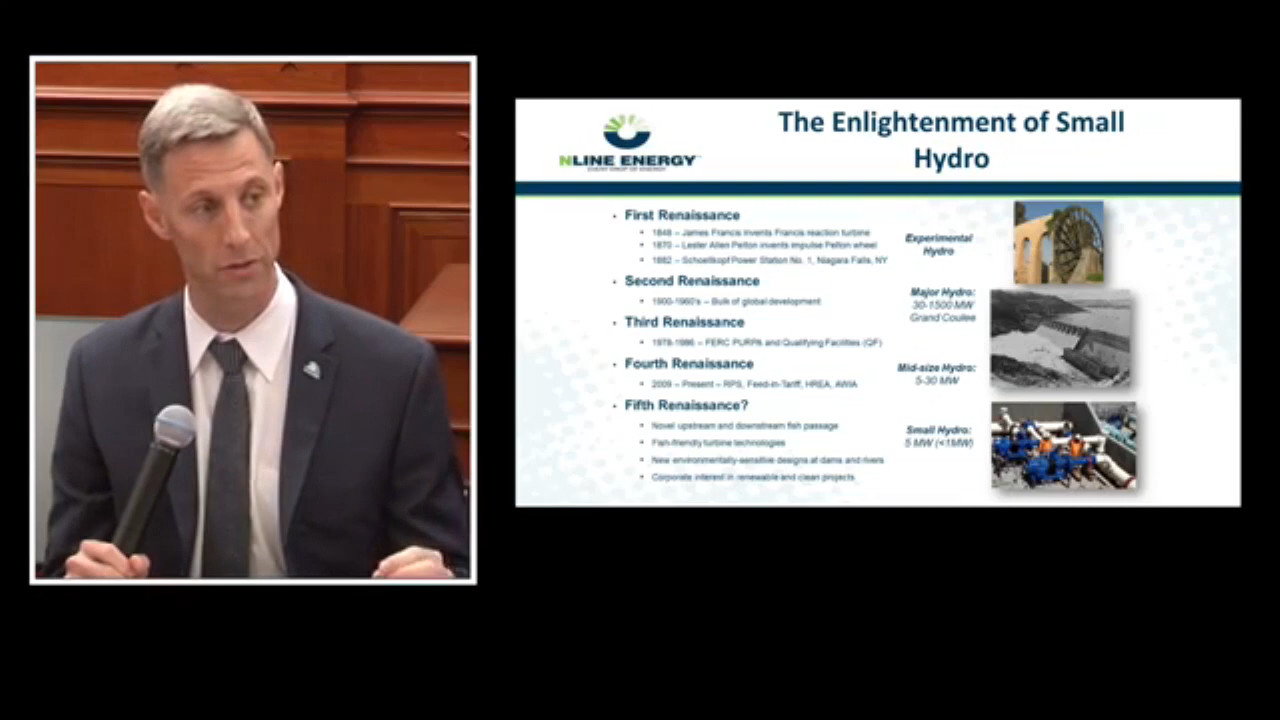 The Enlightenment of Small
Hydro
NLINE ENERGY
First Renaissance
1848 – James Francis invents Francis reaction turbine
1870 – Lester Allen Pelton invents impulse Pelton wheel
1882 – Schoellkopf Power Station No. 1, Niagara Falls, NY
Experimental
Hydro
Second Renaissance
1900-1960's – Bulk of global development
Major Hydro:
30-1500 MW
Grand Coulee
Third Renaissance
1978-1986 – FERC PURPA and Qualifying Facilities (QF)
Fourth Renaissance
2009 – Present – RPS, Feed-in-Tariff, HREA, AWIA
Mid-size Hydro:
5-30 MW
Fifth Renaissance?
Novel upstream and downstream fish passage
Fish-friendly turbine technologies
New environmentally-sensitive designs at dams and rivers
Corporate interest in renewable and clean projects
Small Hydro:
5 MW (<1MW)